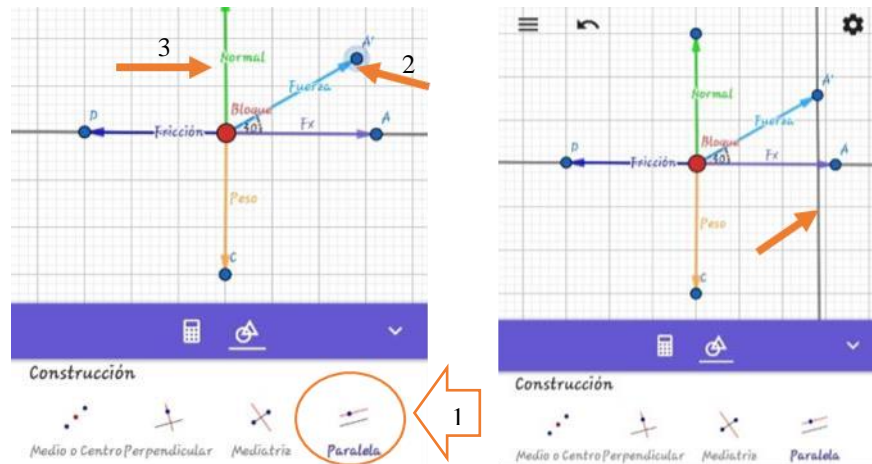 3
Normal
A'
2
Fuerza
Bloque
D
Fricción
30°
Fx
A
Peso
C
Construcción
Medio o Centro
Perpendicular
Mediatriz
Paralela
1
A'
Normal
Fuerza
Bloque
D
Fricción
30°
Fx
A
Peso
C
Construcción
Medio o Centro
Perpendicular
Mediatriz
Paralela